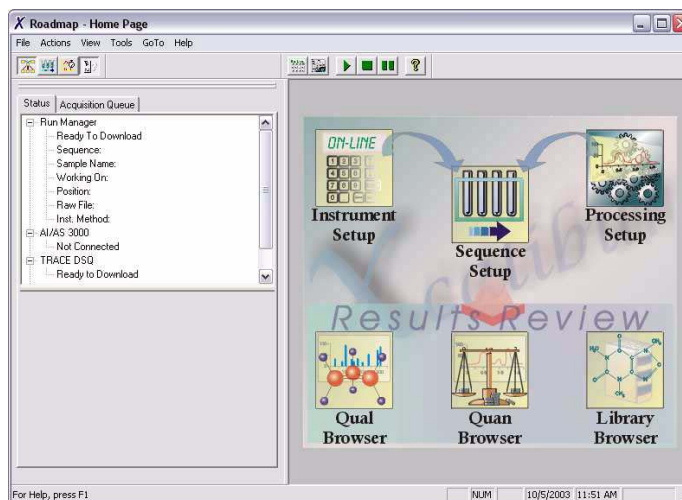 Roadmap - Home Page
File Actions View Tools GoTo Help
Status Acquisition Queue
Run Manager
Ready To Download
Sequence:
Sample Name:
Working On:
Position:
Raw File:
Inst. Method:
AI/AS 3000
Not Connected
TRACE DSQ
Ready to Download
ON-LINE
Instrument
Setup
Sequence
Setup
Processing
Setup
Xcalibur
Results Review
Qual
Browser
Quan
Browser
Library
Browser
For Help, press F1
NUM
10/5/2003
11:51 AM